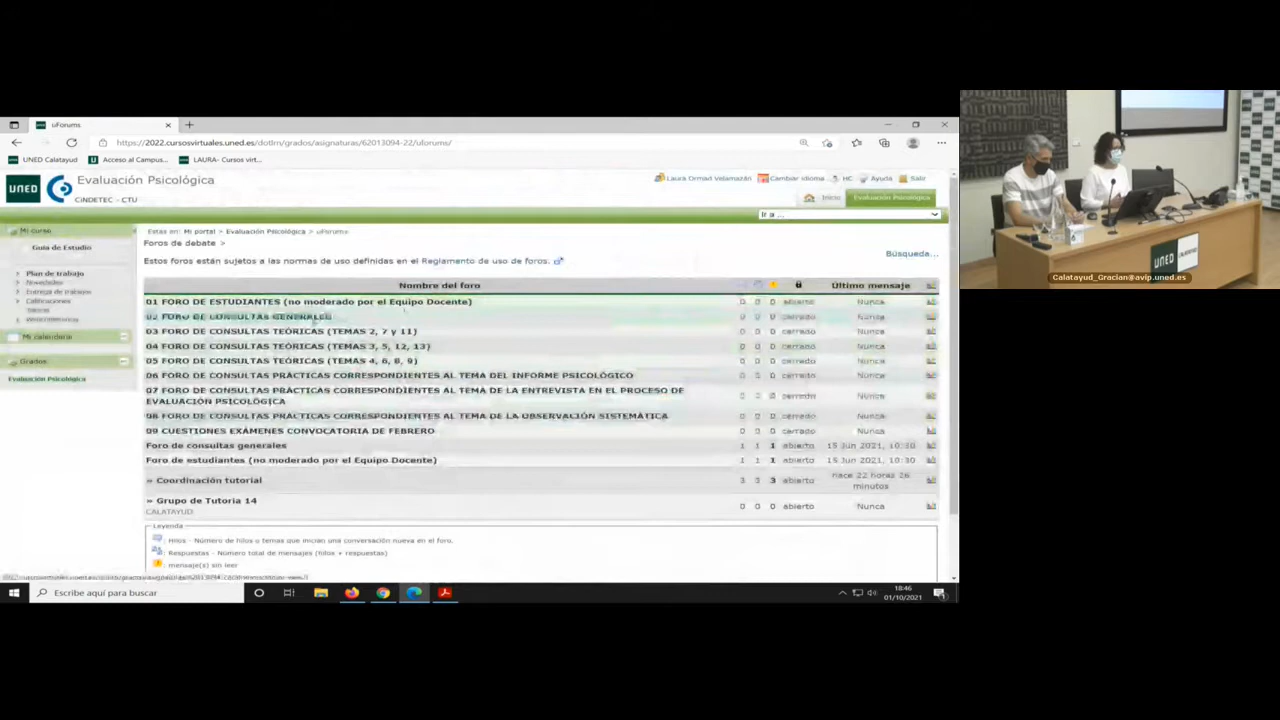 uForums
https://2022.cursosvirtuales.uned.es/dotlrn/grados/asignaturas/62013094-22/uforums/
UNED Calatayud
Acceso al Campus...
LAURA- Cursos virt...
UNED
Evaluación Psicológica
CINDETEC - CTU
Laura Ormad Velamazán
Cambiar idioma
HC
Ayuda
Salir
Inicio
Evaluación Psicológica
Ir a ...
Mi curso
Guía de Estudio
Plan de trabajo
Novedades
Entrega de trabajos
Calificaciones
Mi calendario
Grados
Evaluación Psicológica
Estás en: Mi portal > Evaluación Psicológica > uForums
Foros de debate >
Estos foros están sujetos a las normas de uso definidas en el Reglamento de uso de foros.
Búsqueda...
Nombre del foro Último mensaje
01 FORO DE ESTUDIANTES (no moderado por el Equipo Docente) 0 0 0 abierto Nunca
02 FORO DE CONSULTAS GENERALES 0 0 0 cerrado Nunca
03 FORO DE CONSULTAS TEÓRICAS (TEMAS 2, 7 y 11) 0 0 0 cerrado Nunca
04 FORO DE CONSULTAS TEÓRICAS (TEMAS 3, 5, 12, 13) 0 0 0 cerrado Nunca
05 FORO DE CONSULTAS TEÓRICAS (TEMAS 4, 6, 8, 9) 0 0 0 cerrado Nunca
06 FORO DE CONSULTAS PRÁCTICAS CORRESPONDIENTES AL TEMA DEL INFORME PSICOLÓGICO 0 0 0 cerrado Nunca
07 FORO DE CONSULTAS PRÁCTICAS CORRESPONDIENTES AL TEMA DE LA ENTREVISTA EN EL PROCESO DE
EVALUACIÓN PSICOLÓGICA 0 0 0 cerrado Nunca
08 FORO DE CONSULTAS PRÁCTICAS CORRESPONDIENTES AL TEMA DE LA OBSERVACIÓN SISTEMÁTICA 0 0 0 cerrado Nunca
09 CUESTIONES EXÁMENES CONVOCATORIA DE FEBRERO 0 0 0 cerrado Nunca
Foro de consultas generales 1 1 1 abierto 15 Jun 2021, 10:30
Foro de estudiantes (no moderado por el Equipo Docente) 1 1 1 abierto 15 Jun 2021, 10:30
» Coordinación tutorial 3 3 3 abierto hace 22 horas 26
minutos
» Grupo de Tutoría 14 0 0 0 abierto Nunca
CALATAYUD
Leyenda
Hilos - Número de hilos o temas que inician una conversación nueva en el foro.
Respuestas - Número total de mensajes (hilos + respuestas)
mensaje(s) sin leer
Escribe aquí para buscar
18:46
01/10/2021
UNED
Calatayud_Gracian@avip.uned.es